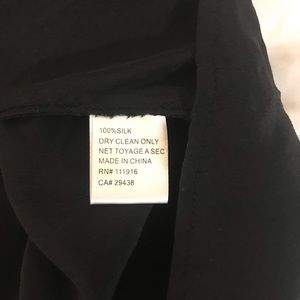 100%SILK
DRY CLEAN ONLY
NET TOYAGE A SEC
MADE IN CHINA
RN# 111916
CA# 29438